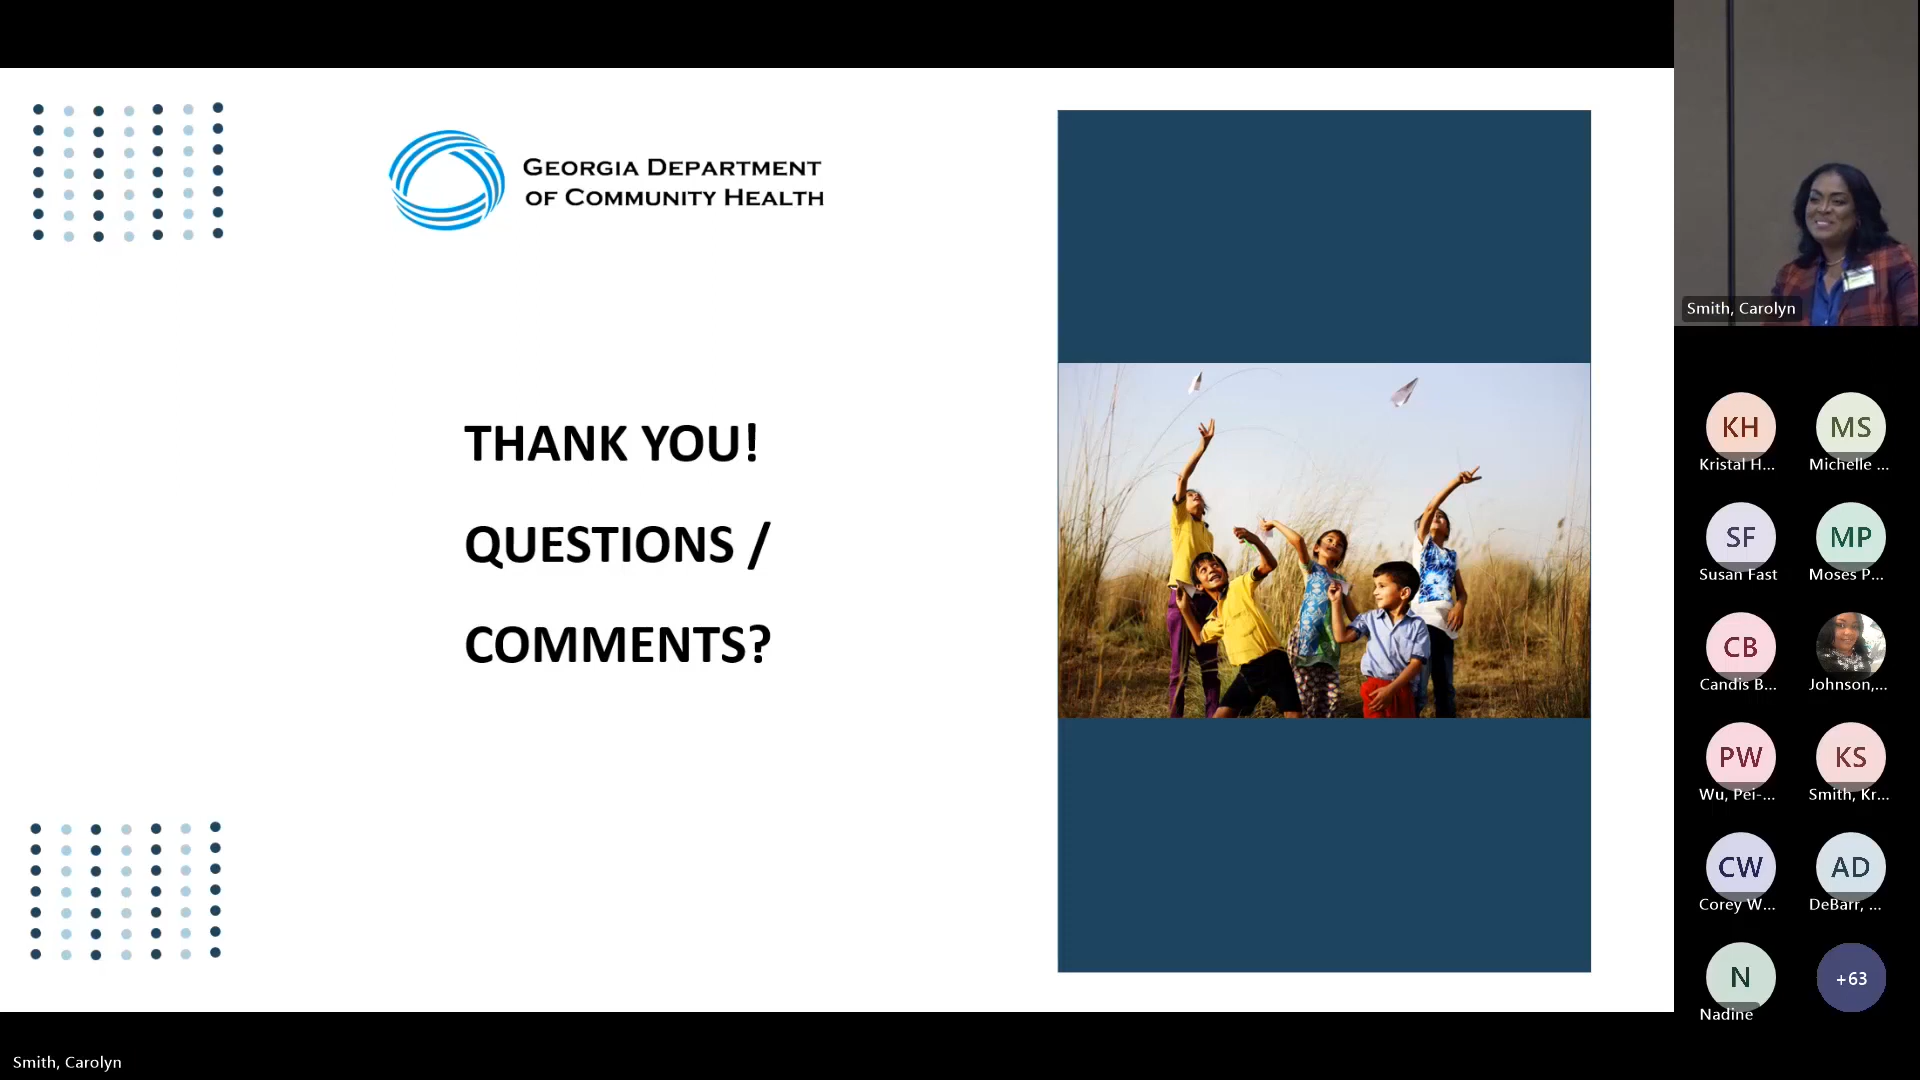 GEORGIA DEPARTMENT
OF COMMUNITY HEALTH
THANK YOU!
QUESTIONS /
COMMENTS?
Smith, Carolyn
KH
Kristal H...
MS
Michelle ...
SF
Susan Fast
MP
Moses P...
CB
Candis B...
Johnson,...
PW
Wu, Pei-...
KS
Smith, Kr...
CW
Corey W...
AD
DeBarr, ...
N
Nadine
+63
Smith, Carolyn